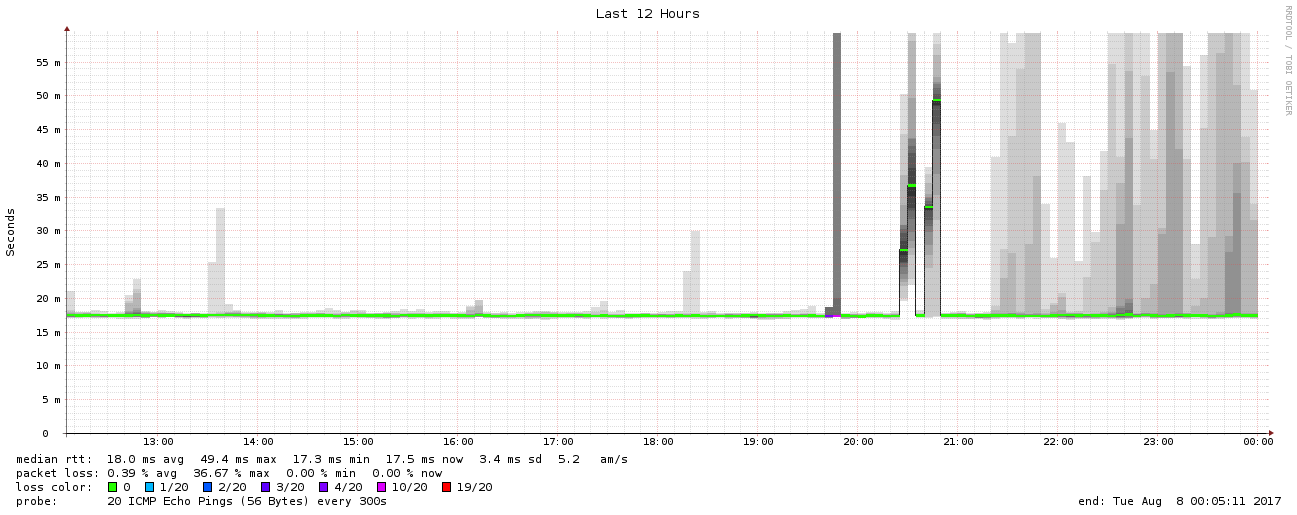 Last 12 Hours
RRDTOOL / TOBI OETIKER
Seconds
55 m
50 m
45 m
40 m
35 m
30 m
25 m
20 m
15 m
10 m
5 m
0
13:00 14:00 15:00 16:00 17:00 18:00 19:00 20:00 21:00 22:00 23:00 00:00
median rtt: 18.0 ms avg 49.4 ms max 17.3 ms min 17.5 ms now 3.4 ms sd 5.2 am/s
packet loss: 0.39 % avg 36.67 % max 0.00 % min 0.00 % now
loss color: 0 1/20 2/20 3/20 4/20 10/20 19/20
probe: 20 ICMP Echo Pings (56 Bytes) every 300s
end: Tue Aug 8 00:05:11 2017